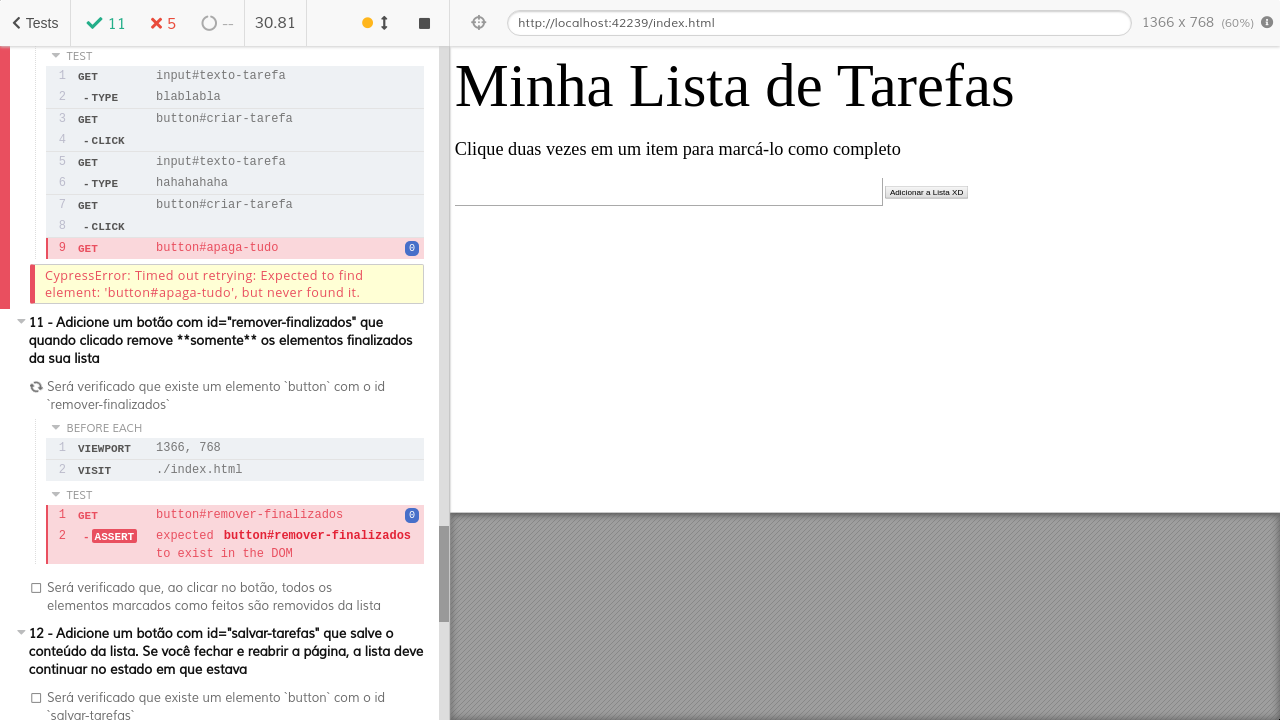 Tests
11
5
--
30.81
http://localhost:42239/index.html
1366 x 768 (60%)
TEST
1 GET input#texto-tarefa
2 - TYPE blablabla
3 GET button#criar-tarefa
4 - CLICK
5 GET input#texto-tarefa
6 - TYPE hahahahaha
7 GET button#criar-tarefa
8 - CLICK
9 GET button#apaga-tudo 0
CypressError: Timed out retrying: Expected to find
element: 'button#apaga-tudo', but never found it.
11 - Adicione um botão com id="remover-finalizados" que
quando clicado remove **somente** os elementos finalizados
da sua lista
Será verificado que existe um elemento `button` com o id
`remover-finalizados`
BEFORE EACH
1 VIEWPORT 1366, 768
2 VISIT ./index.html
TEST
1 GET button#remover-finalizados 0
2 - ASSERT expected button#remover-finalizados
to exist in the DOM
Será verificado que, ao clicar no botão, todos os
elementos marcados como feitos são removidos da lista
12 - Adicione um botão com id="salvar-tarefas" que salve o
conteúdo da lista. Se você fechar e reabrir a página, a lista deve
continuar no estado em que estava
Será verificado que existe um elemento `button` com o id
`salvar-tarefas`
Minha Lista de Tarefas
Clique duas vezes em um item para marcá-lo como completo
Adicionar a Lista XD